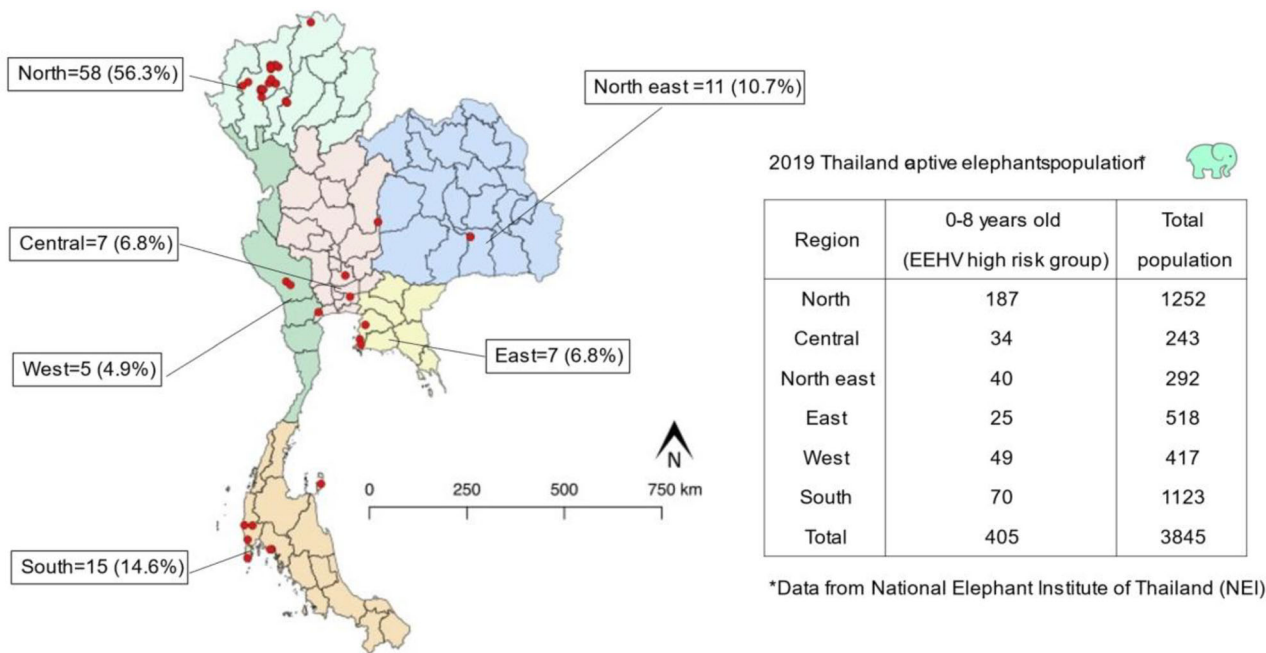 North=58 (56.3%)
North east =11 (10.7%)
Central=7 (6.8%)
West=5 (4.9%)
East=7 (6.8%)
South=15 (14.6%)
N
0 250 500 750 km
2019 Thailand aptive elephantspopulation*
Region 0-8 years old (EEHV high risk group) Total population
North 187 1252
Central 34 243
North east 40 292
East 25 518
West 49 417
South 70 1123
Total 405 3845
*Data from National Elephant Institute of Thailand (NEI)